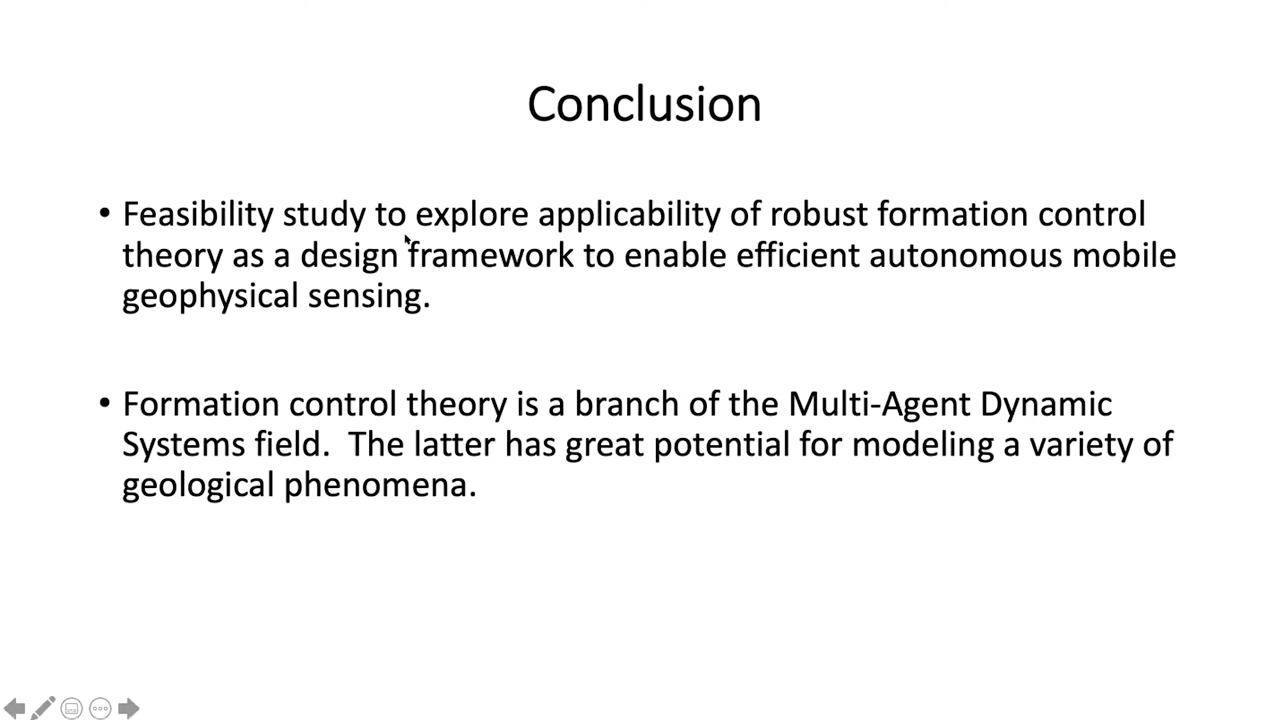 Conclusion
• Feasibility study to explore applicability of robust formation control
theory as a design framework to enable efficient autonomous mobile
geophysical sensing.
• Formation control theory is a branch of the Multi-Agent Dynamic
Systems field.  The latter has great potential for modeling a variety of
geological phenomena.